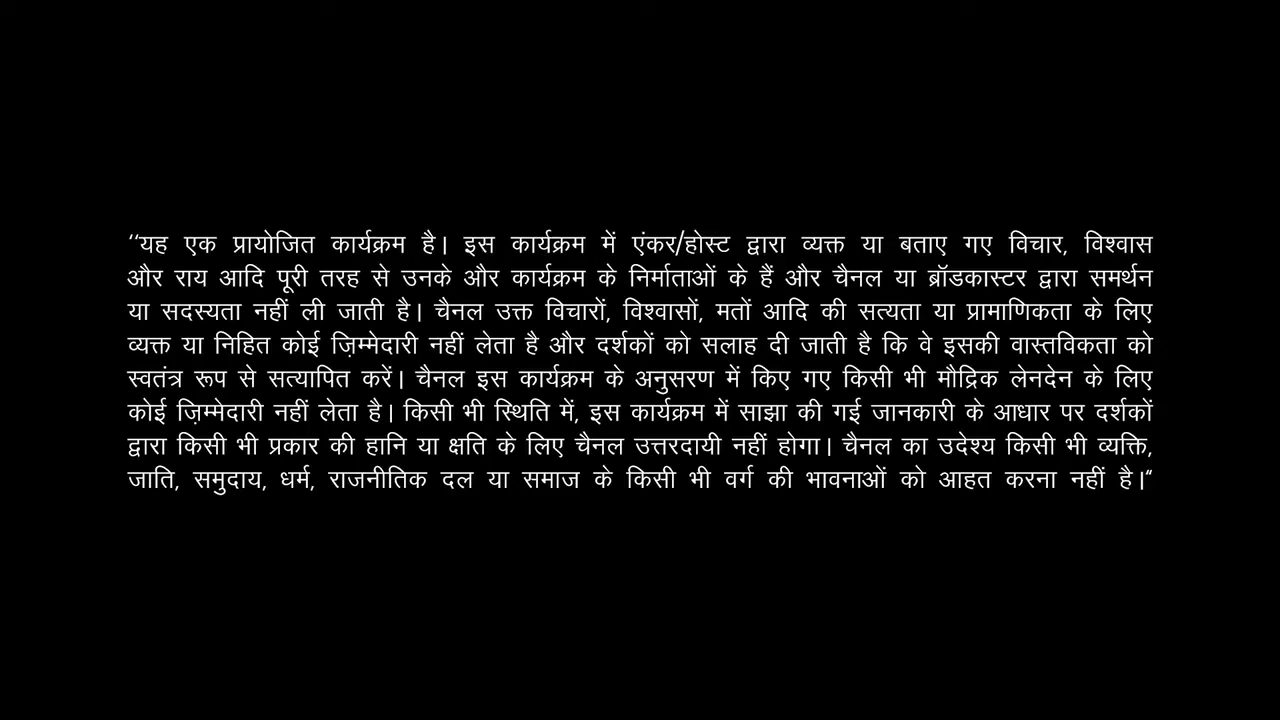 ‘‘यह एक प्रायोजित कार्यक्रम है। इस कार्यक्रम में एंकर/होस्ट द्वारा व्यक्त या बताए गए विचार, विश्वास
और राय आदि पूरी तरह से उनके और कार्यक्रम के निर्माताओं के हैं और चैनल या ब्रॉडकास्टर द्वारा समर्थन
या सदस्यता नहीं ली जाती है। चैनल उक्त विचारों, विश्वासों, मतों आदि की सत्यता या प्रामाणिकता के लिए
व्यक्त या निहित कोई ज़िम्मेदारी नहीं लेता है और दर्शकों को सलाह दी जाती है कि वे इसकी वास्तविकता को
स्वतंत्र रूप से सत्यापित करें। चैनल इस कार्यक्रम के अनुसरण में किए गए किसी भी मौद्रिक लेनदेन के लिए
कोई ज़िम्मेदारी नहीं लेता है। किसी भी स्थिति में, इस कार्यक्रम में साझा की गई जानकारी के आधार पर दर्शकों
द्वारा किसी भी प्रकार की हानि या क्षति के लिए चैनल उत्तरदायी नहीं होगा। चैनल का उदेश्य किसी भी व्यक्ति,
जाति, समुदाय, धर्म, राजनीतिक दल या समाज के किसी भी वर्ग की भावनाओं को आहत करना नहीं है।“